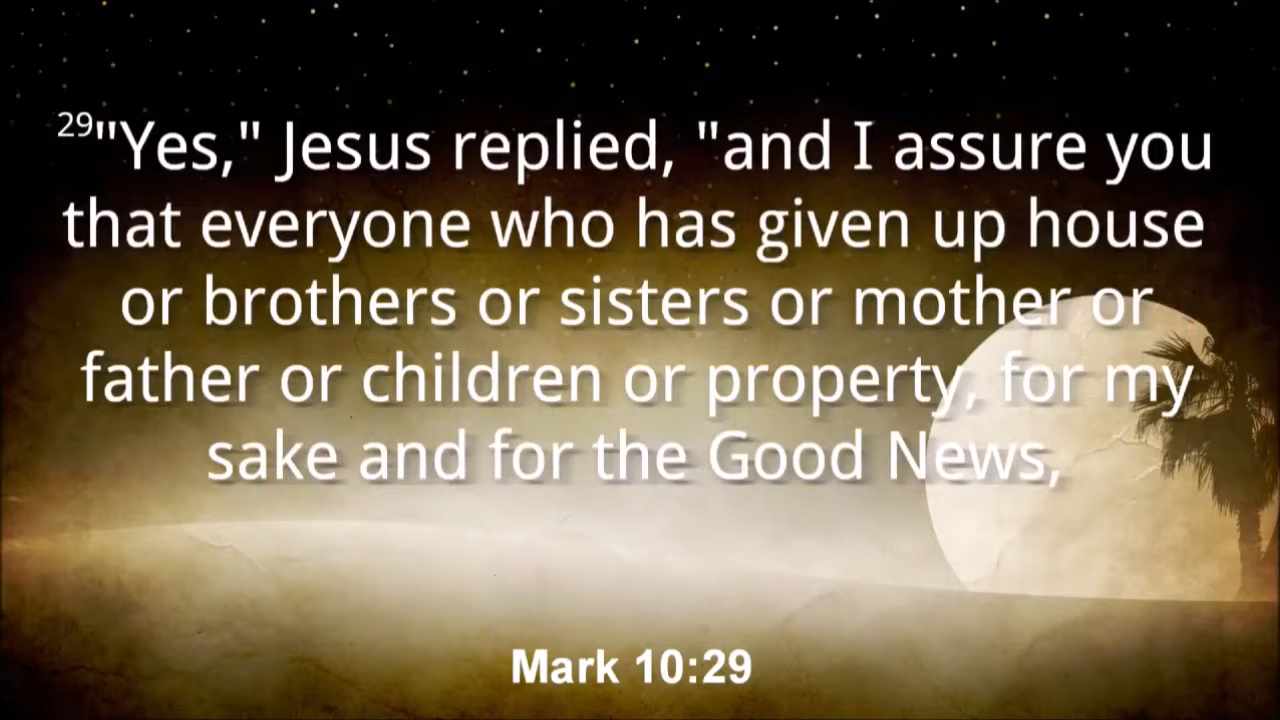 29"Yes," Jesus replied, "and I assure you
that everyone who has given up house
or brothers or sisters or mother or
father or children or property, for my
sake and for the Good News,
Mark 10:29